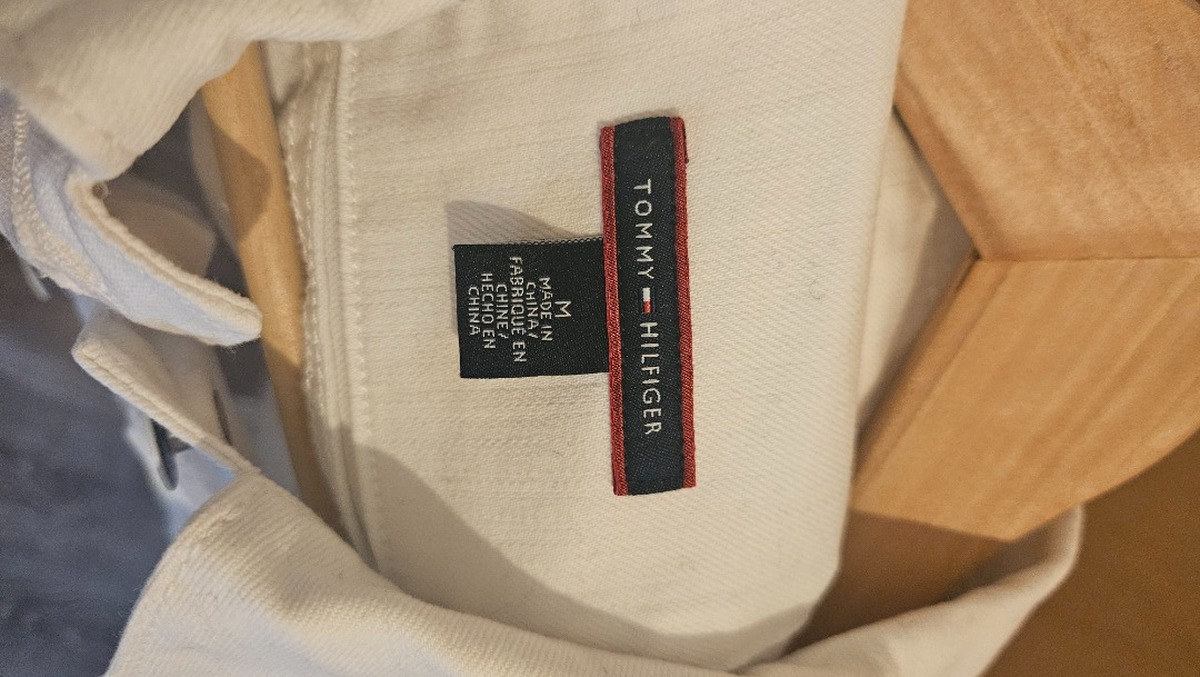 TOMMY HILFIGER
M
MADE IN
CHINA/
FABRIQUÉ EN
CHINE/
HECHO EN
CHINA